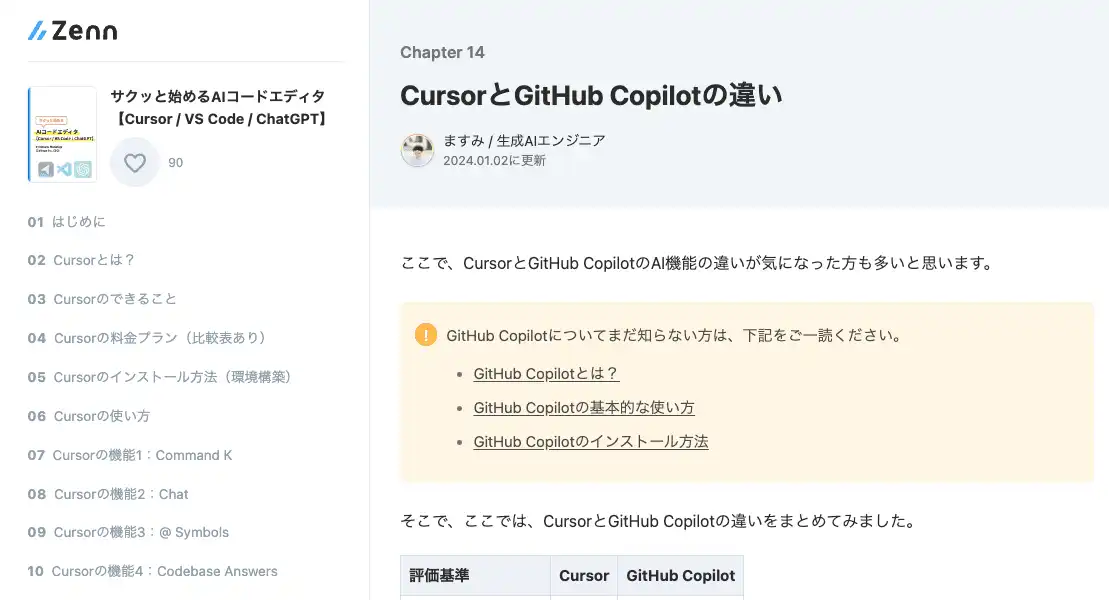 Zenn
サクッと始めるAIコードエディタ
【Cursor / VS Code / ChatGPT】
AIコードエディタ
90
01 はじめに
02 Cursorとは？
03 Cursorのできること
04 Cursorの料金プラン（比較表あり）
05 Cursorのインストール方法（環境構築）
06 Cursorの使い方
07 Cursorの機能1：Command K
08 Cursorの機能2：Chat
09 Cursorの機能3：@ Symbols
10 Cursorの機能4：Codebase Answers
Chapter 14
CursorとGitHub Copilotの違い
ますみ / 生成AIエンジニア
2024.01.02に更新
ここで、CursorとGitHub CopilotのAI機能の違いが気になった方も多いと思います。
GitHub Copilotについてまだ知らない方は、下記をご一読ください。
GitHub Copilotとは？
GitHub Copilotの基本的な使い方
GitHub Copilotのインストール方法
そこで、ここでは、CursorとGitHub Copilotの違いをまとめてみました。
評価基準 Cursor GitHub Copilot